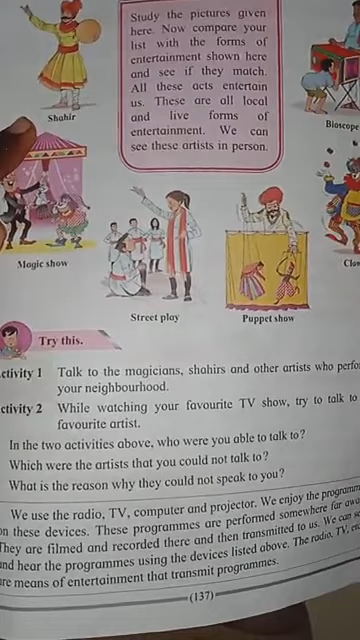 Study the pictures given
here. Now compare your
list with the forms of
entertainment shown here
and see if they match.
All these acts entertain
us. These are all local
and live forms of
entertainment. We can
see these artists in person.
Shahir
Bioscope
Magic show
Street play
Puppet show
Clow
Try this.
ctivity 1 Talk to the magicians, shahirs and other artists who perfo
your neighbourhood.
ctivity 2 While watching your favourite TV show, try to talk to
favourite artist.
In the two activities above, who were you able to talk to?
Which were the artists that you could not talk to?
What is the reason why they could not speak to you?
We use the radio, TV, computer and projector. We enjoy the programm
on these devices. These programmes are performed somewhere far awa
They are filmed and recorded there and then transmitted to us. We can se
and hear the programmes using the devices listed above. The radio, TV, etc
are means of entertainment that transmit programmes.
(137)